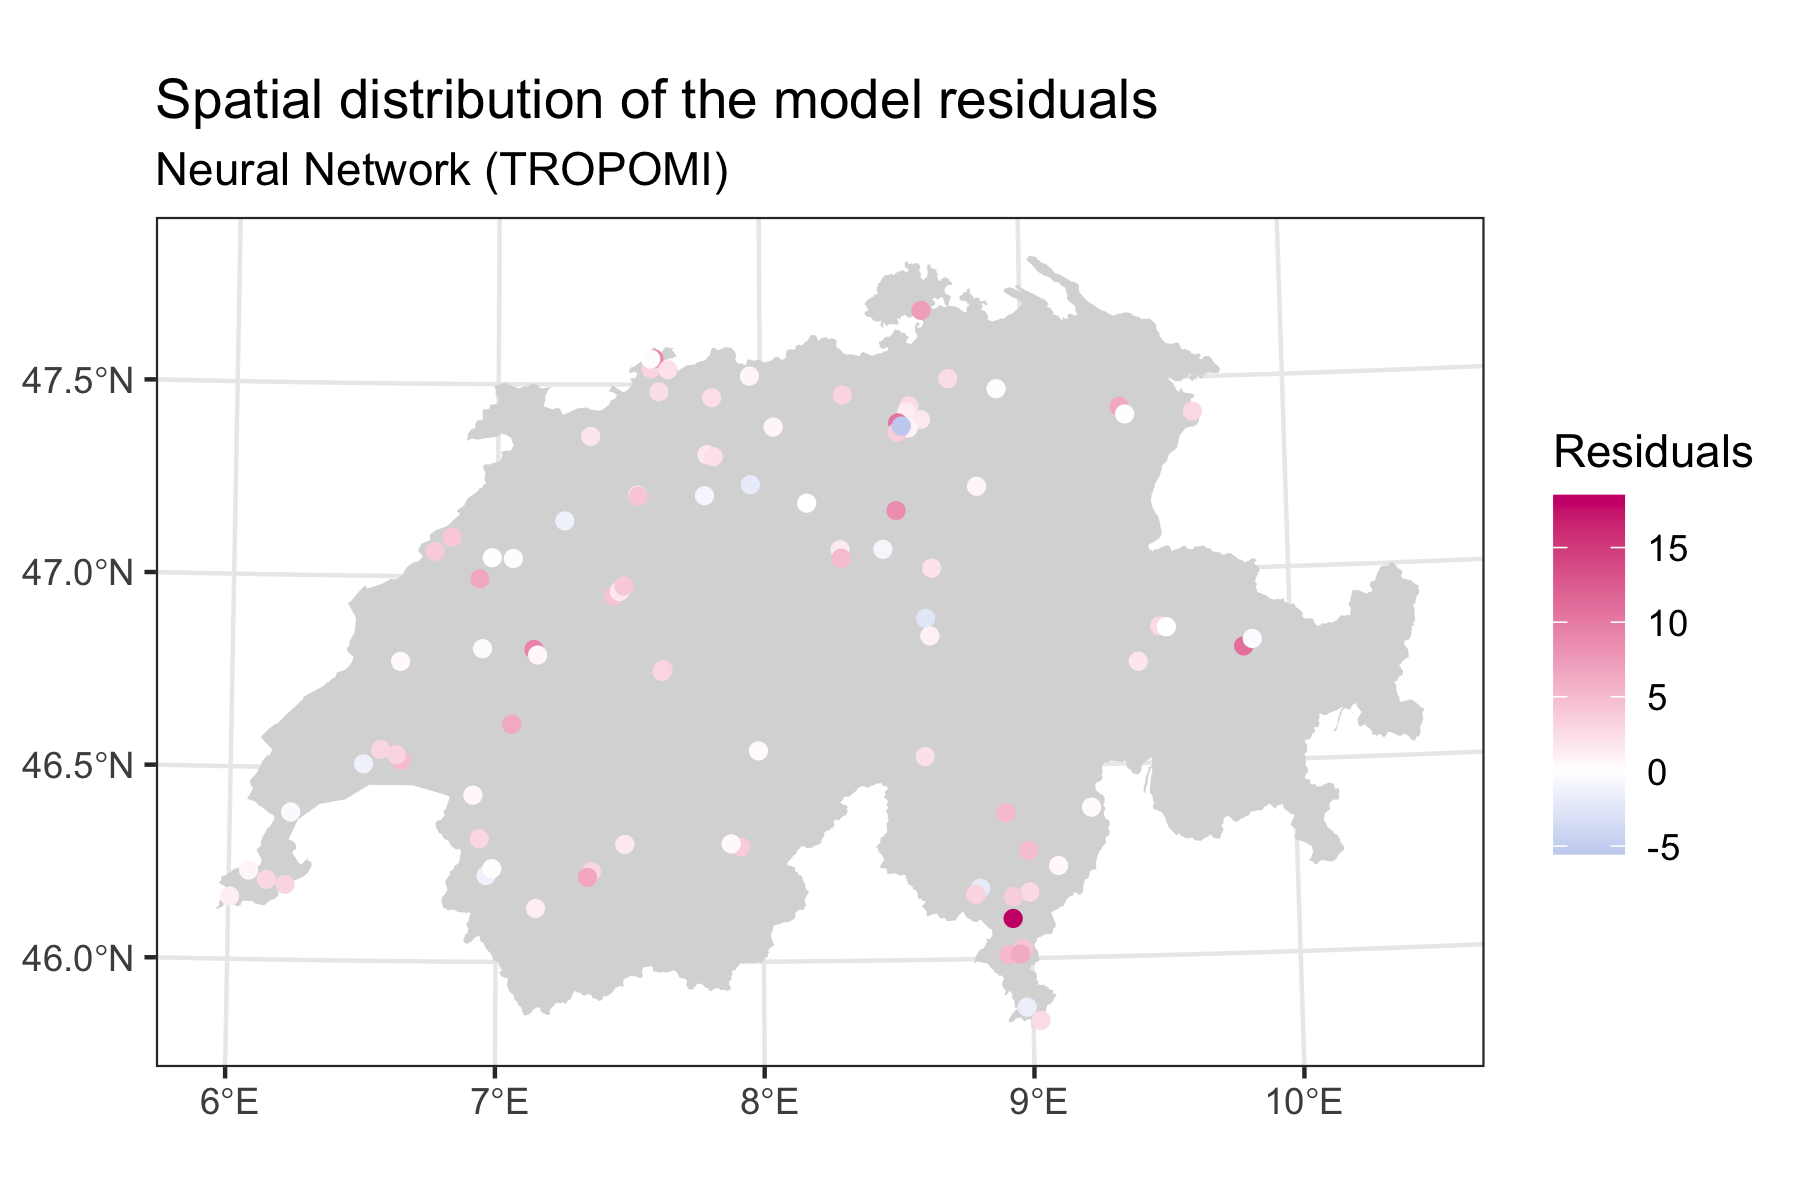 Spatial distribution of the model residuals
Neural Network (TROPOMI)
47.5°N
47.0°N
46.5°N
46.0°N
6°E
7°E
8°E
9°E
10°E
Residuals
15
10
5
0
-5